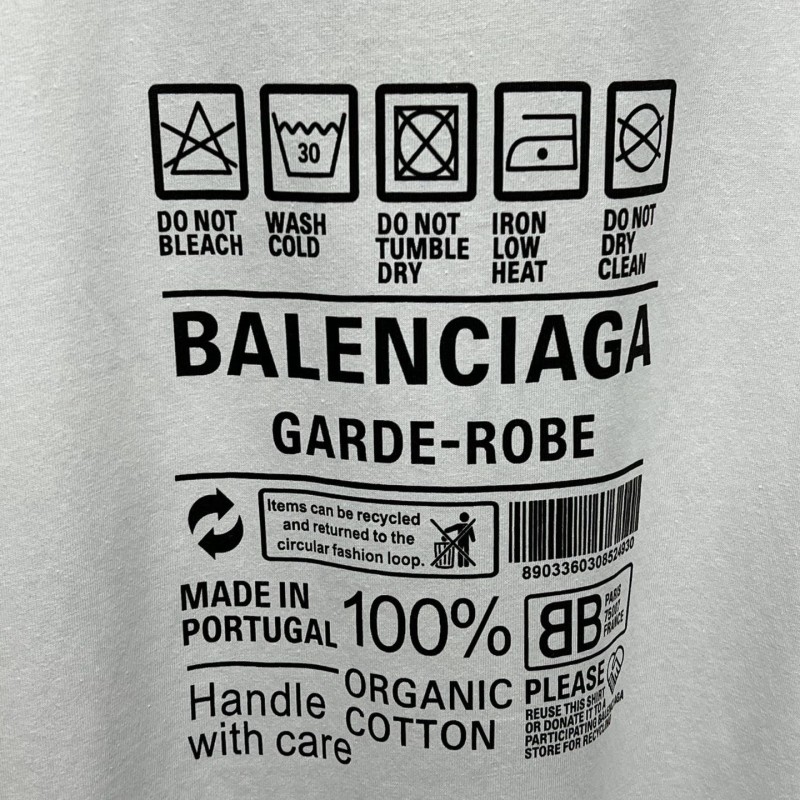 30
DO NOT
BLEACH
WASH
COLD
DO NOT
TUMBLE
DRY
IRON
LOW
HEAT
DO NOT
DRY
CLEAN
BALENCIAGA
GARDE-ROBE
Items can be recycled
and returned to the
circular fashion loop.
8903360308524930
MADE IN
PORTUGAL
100%
ORGANIC
COTTON
BB
PARIS
75007
FRANCE
Handle
with care
PLEASE
REUSE THIS SHIRT
OR DONATE IT TO A
PARTICIPATING BALENCIAGA
STORE FOR RECYCLING